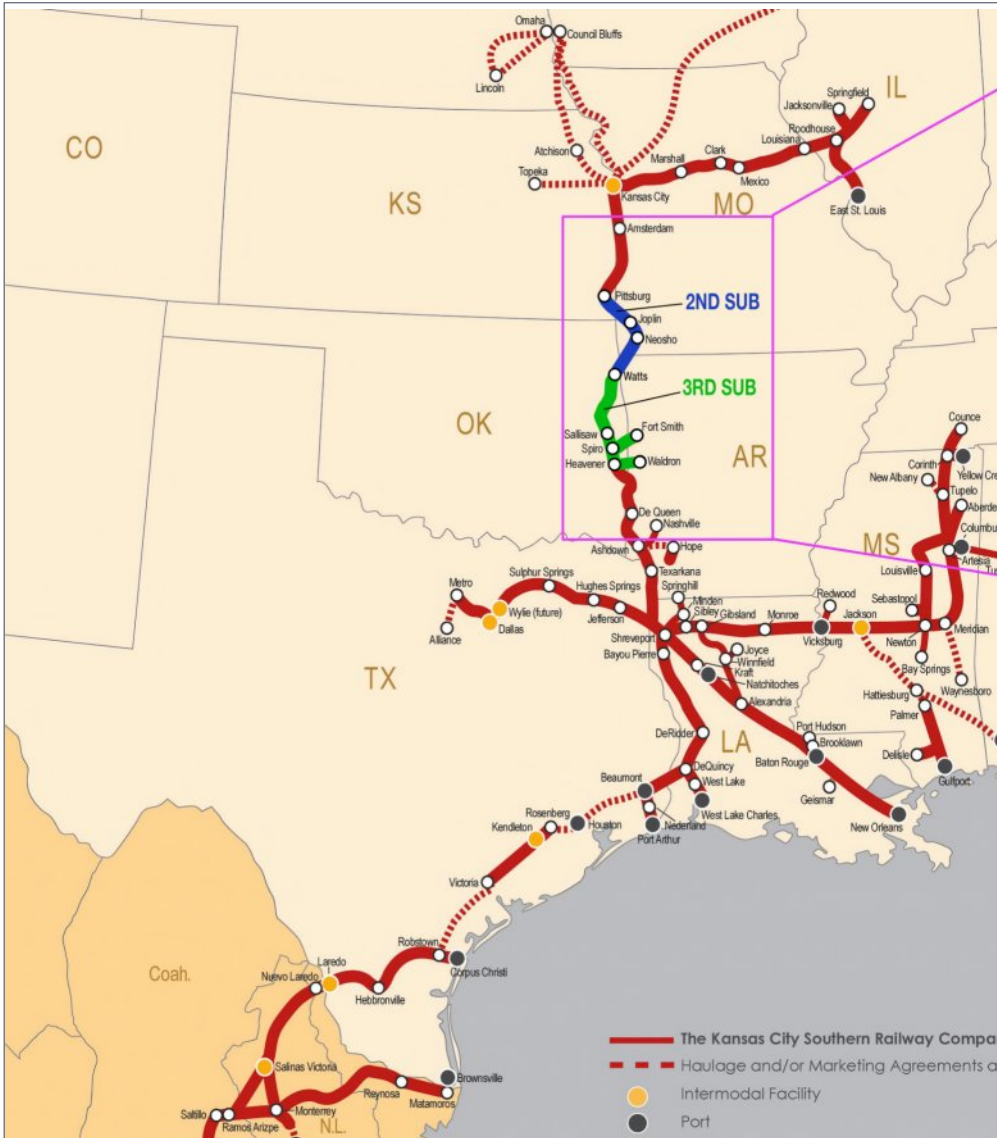 Omaha
Council Bluffs
Lincoln
IL
Springfield
Jacksonville
Roodhouse
Louisiana
CO
Atchison
Clark
Marshall
Mexico
Topeka
Kansas City
KS
MO
East St. Louis
Amsterdam
Pittsburg
2ND SUB
Joplin
Neosho
Watts
3RD SUB
OK
Sallisaw
Fort Smith
Spiro
Heavener
Waldron
AR
Counce
Corinth
New Albany
Yellow Cre
Tupelo
Aberde
De Queen
Nashville
Columbu
MS
Ashdown
Hope
Artesia
Tus
Texarkana
Louisville
Sulphur Springs
Springhill
Metro
Hughes Springs
Minden
Redwood
Sebastopol
Wylie (future)
Jefferson
Sibley
Gibsland
Monroe
Jackson
Alliance
Dallas
Shreveport
Vicksburg
Newton
Meridian
Bayou Pierre
Joyce
Winnfield
Bay Springs
TX
Kraft
Natchitoches
Hattiesburg
Waynesboro
Alexandria
Palmer
DeRidder
LA
Port Hudson
Brooklawn
Delisle
Baton Rouge
DeQuincy
Gulfport
Beaumont
West Lake
Geismar
Rosenberg
West Lake Charles
Kendleton
Houston
Nederland
New Orleans
Port Arthur
Victoria
Robstown
Laredo
Corpus Christi
Coah.
Nuevo Laredo
Hebbronville
The Kansas City Southern Railway Compa
Haulage and/or Marketing Agreements a
Salinas Victoria
Brownsville
Intermodal Facility
Reynosa
Matamoros
Saltillo
Monterrey
Port
Ramos Arizpe
N.L.